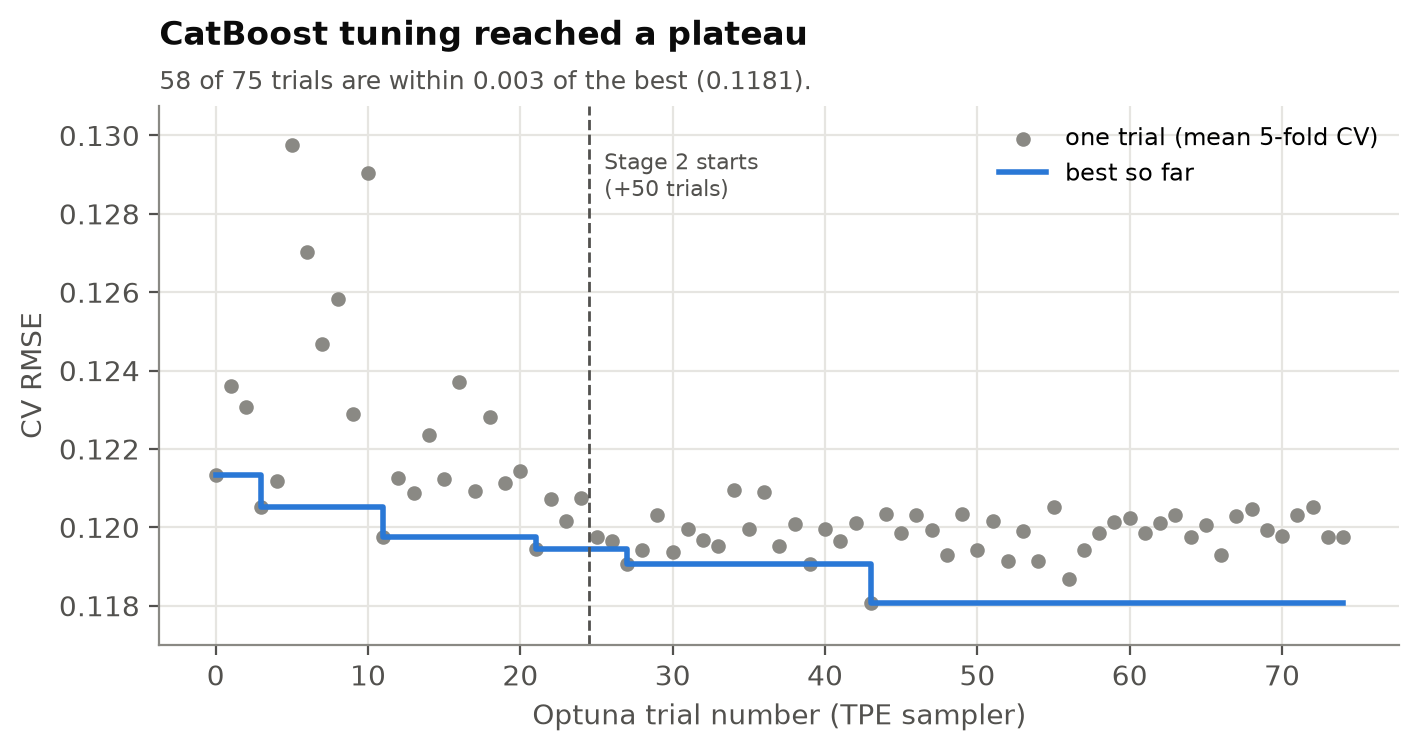 CatBoost tuning reached a plateau
58 of 75 trials are within 0.003 of the best (0.1181).
one trial (mean 5-fold CV)
best so far
Stage 2 starts
(+50 trials)
CV RMSE
0.130
0.128
0.126
0.124
0.122
0.120
0.118
0 10 20 30 40 50 60 70
Optuna trial number (TPE sampler)